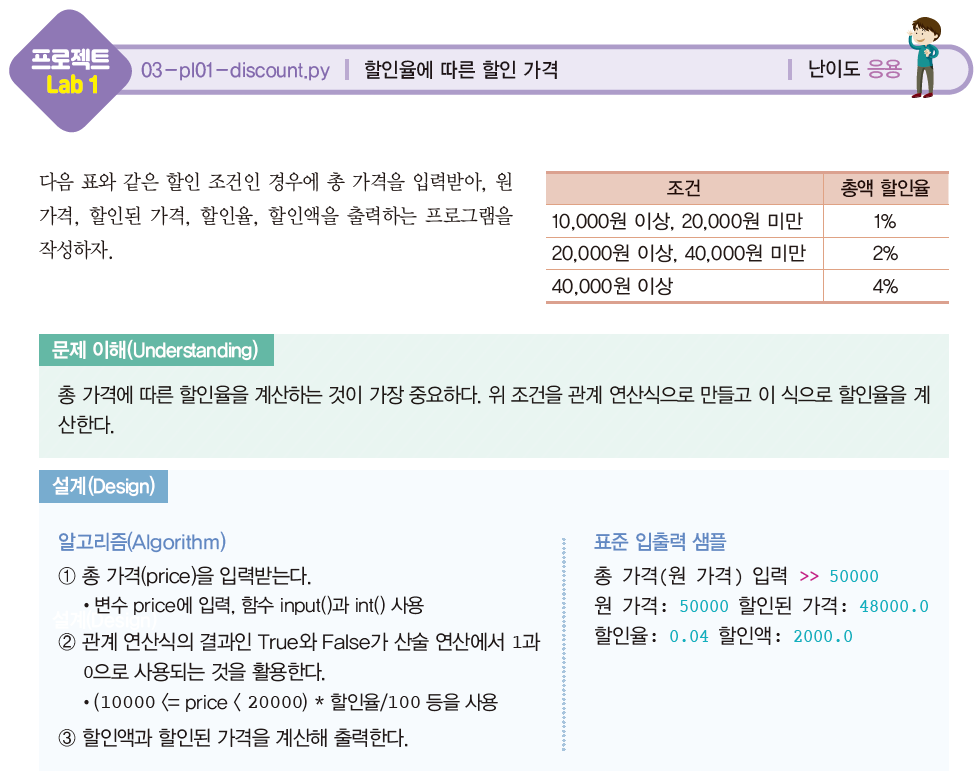 프로젝트
Lab 1
03-pl01-discount.py
할인율에 따른 할인 가격
난이도 응용
다음 표와 같은 할인 조건인 경우에 총 가격을 입력받아, 원
가격, 할인된 가격, 할인율, 할인액을 출력하는 프로그램을
작성하자.
조건 총액 할인율
10,000원 이상, 20,000원 미만 1%
20,000원 이상, 40,000원 미만 2%
40,000원 이상 4%
문제 이해(Understanding)
총 가격에 따른 할인율을 계산하는 것이 가장 중요하다. 위 조건을 관계 연산식으로 만들고 이 식으로 할인율을 계
산한다.
설계(Design)
알고리즘(Algorithm)
① 총 가격(price)을 입력받는다.
• 변수 price에 입력, 함수 input()과 int() 사용
설계(Design)
② 관계 연산식의 결과인 True와 False가 산술 연산에서 1과
0으로 사용되는 것을 활용한다.
• (10000 <= price < 20000) * 할인율/100 등을 사용
③ 할인액과 할인된 가격을 계산해 출력한다.
표준 입출력 샘플
총 가격(원 가격) 입력 >> 50000
원 가격: 50000 할인된 가격: 48000.0
할인율: 0.04 할인액: 2000.0